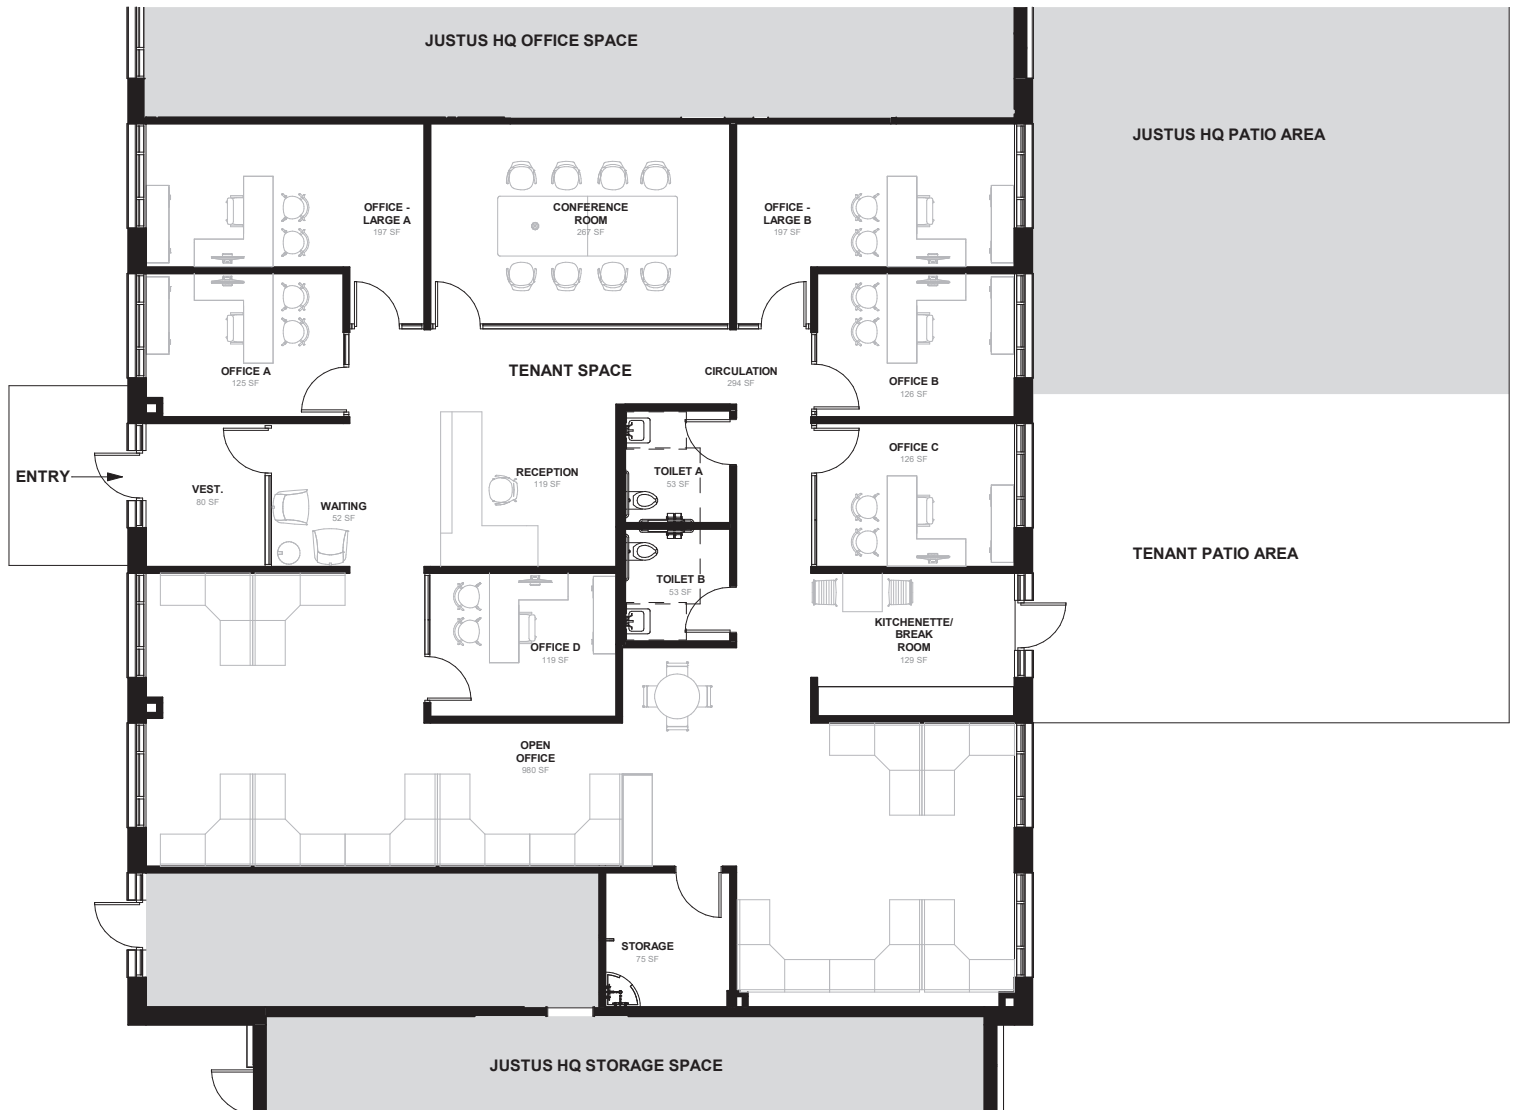 JUSTUS HQ OFFICE SPACE
JUSTUS HQ PATIO AREA
OFFICE -
LARGE A
197 SF
CONFERENCE
ROOM
267 SF
OFFICE -
LARGE B
197 SF
OFFICE A
125 SF
TENANT SPACE
CIRCULATION
294 SF
OFFICE B
126 SF
ENTRY
VEST.
80 SF
WAITING
52 SF
RECEPTION
119 SF
TOILET A
53 SF
OFFICE C
126 SF
TENANT PATIO AREA
TOILET B
53 SF
OFFICE D
119 SF
KITCHENETTE/
BREAK
ROOM
129 SF
OPEN
OFFICE
980 SF
STORAGE
75 SF
JUSTUS HQ STORAGE SPACE